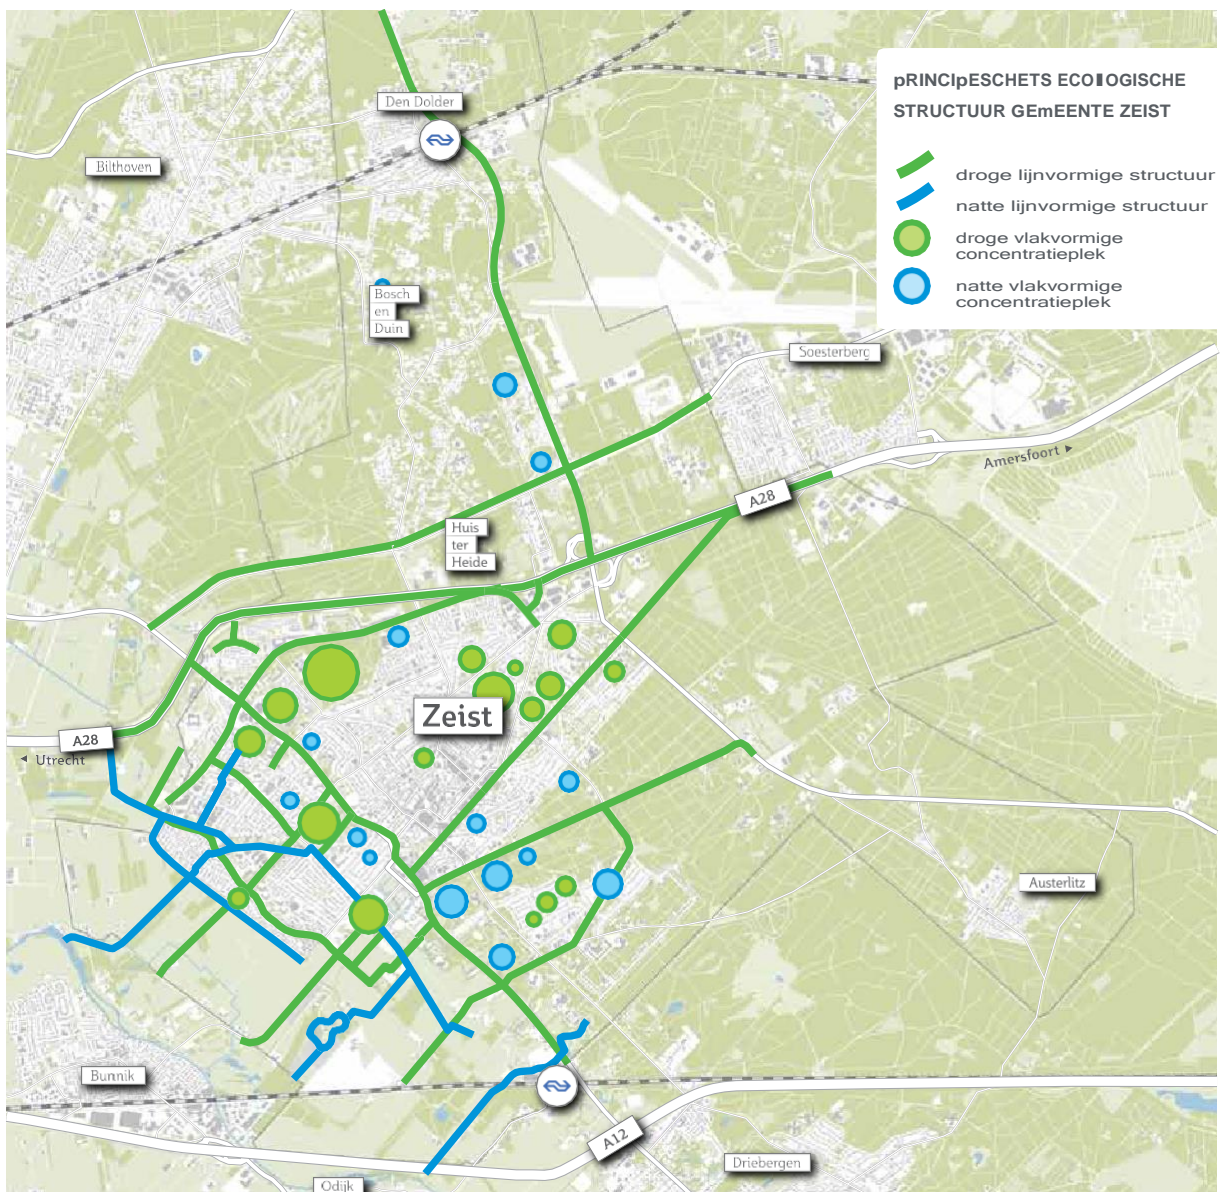 pRINCIpESCHETS ECOlOGISCHE
STRUCTUUR GEmEENTE ZEIST
droge lijnvormige structuur
natte lijnvormige structuur
droge vlakvormige
concentratieplek
natte vlakvormige
concentratieplek
Den Dolder
Bilthoven
Bosch
en
Duin
Soesterberg
Amersfoort ►
A28
Huis
ter
Heide
Zeist
A28
◄ Utrecht
Austerlitz
Bunnik
A12
Driebergen
Odijk